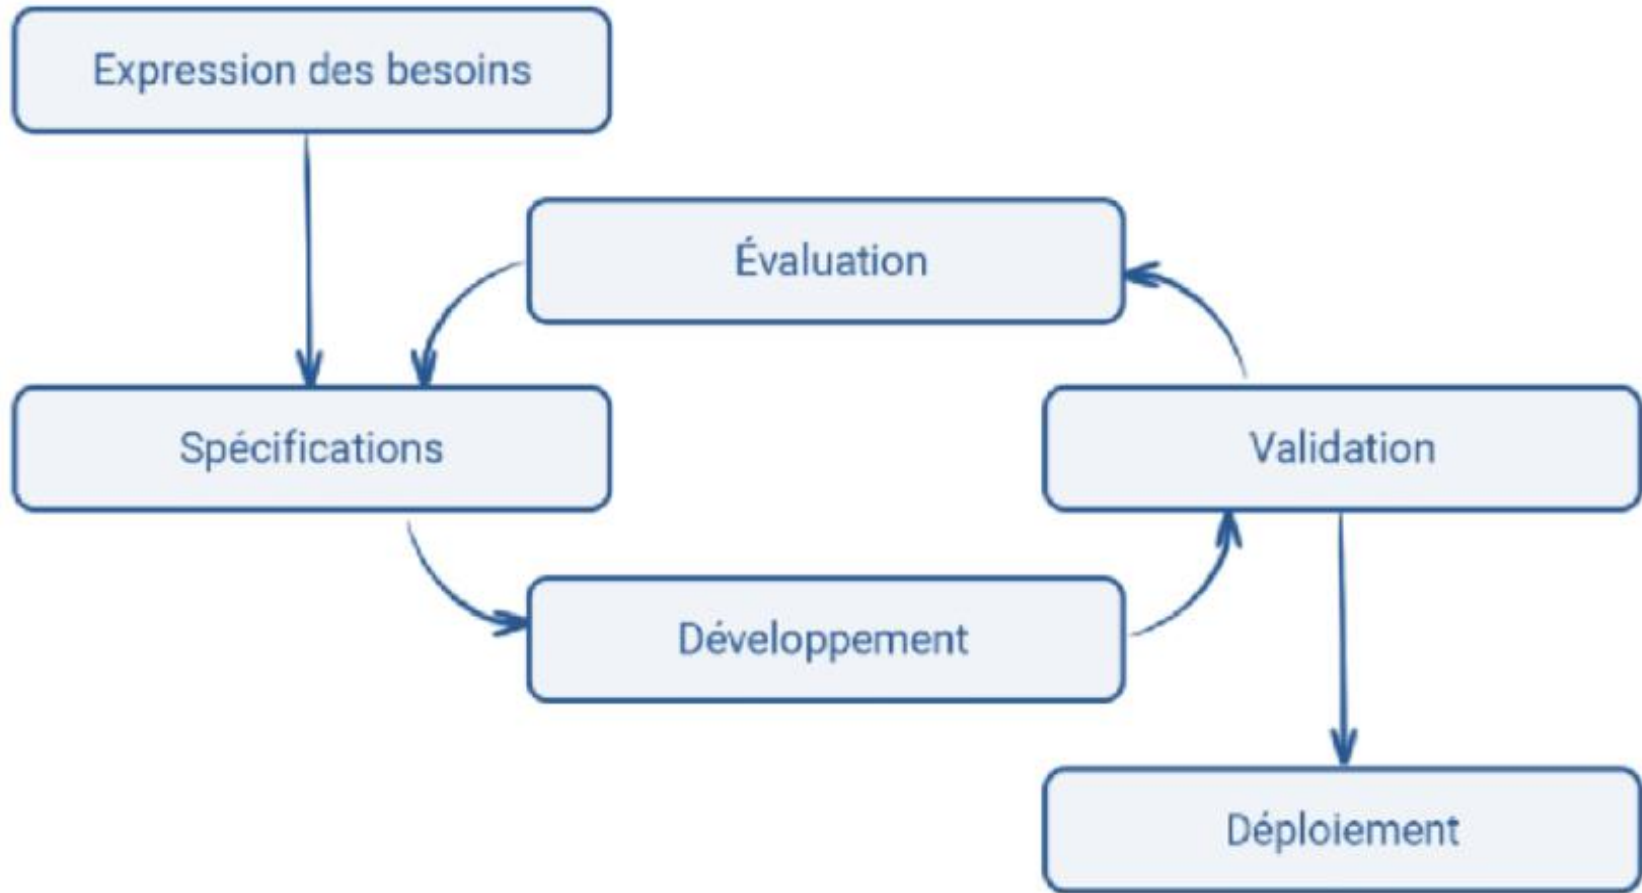 Expression des besoins
Évaluation
Spécifications
Validation
Développement
Déploiement